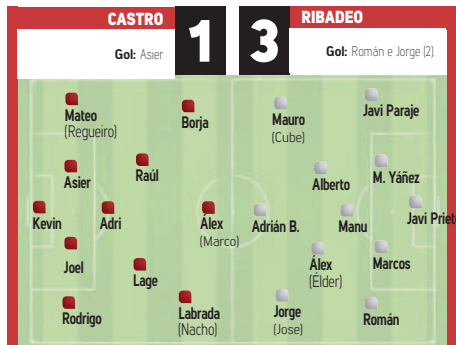 CASTRO
1
Gol: Asier
3
RIBADEO
Gol: Román e Jorge (2)
Mateo
(Regueiro)
Borja
Mauro
(Cube)
Javi Paraje
Asier
Raúl
Alberto
M. Yáñez
Kevin
Adri
Álex
(Marco)
Adrián B.
Manu
Javi Priet
Joel
Lage
Álex
(Élder)
Marcos
Rodrigo
Labrada
(Nacho)
Jorge
(Jose)
Román